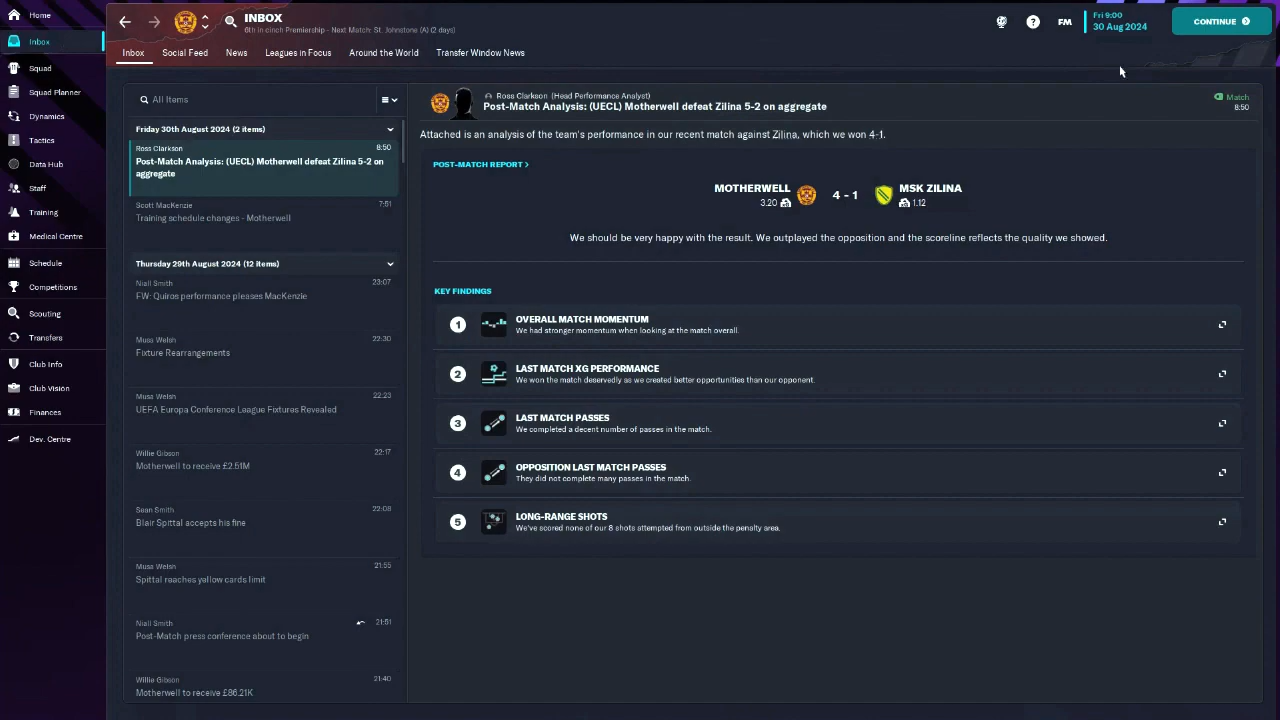 Home
Inbox
Squad
Squad Planner
Dynamics
Tactics
Data Hub
Staff
Training
Medical Centre
Schedule
Competitions
Scouting
Transfers
Club Info
Club Vision
Finances
Dev. Centre
INBOX
6th in cinch Premiership - Next Match: St. Johnstone (A) (2 days)
FM
Fri 9:00
30 Aug 2024
CONTINUE
Inbox Social Feed News Leagues in Focus Around the World Transfer Window News
All Items
Friday 30th August 2024 (2 items)
Ross Clarkson 8:50
Post-Match Analysis: (UECL) Motherwell defeat Zilina 5-2 on
aggregate
Scott MacKenzie 7:51
Training schedule changes - Motherwell
Thursday 29th August 2024 (12 items)
Niall Smith 23:07
FW: Quiros performance pleases MacKenzie
Musa Welsh 22:30
Fixture Rearrangements
Musa Welsh 22:23
UEFA Europa Conference League Fixtures Revealed
Willie Gibson 22:17
Motherwell to receive £2.51M
Sean Smith 22:08
Blair Spittal accepts his fine
Musa Welsh 21:55
Spittal reaches yellow cards limit
Niall Smith 21:51
Post-Match press conference about to begin
Willie Gibson 21:40
Motherwell to receive £86.21K
Ross Clarkson (Head Performance Analyst)
Post-Match Analysis: (UECL) Motherwell defeat Zilina 5-2 on aggregate
Match
8:50
Attached is an analysis of the team's performance in our recent match against Zilina, which we won 4-1.
POST-MATCH REPORT >
MOTHERWELL 4 - 1 MSK ZILINA
3.20 1.12
We should be very happy with the result. We outplayed the opposition and the scoreline reflects the quality we showed.
KEY FINDINGS
1 OVERALL MATCH MOMENTUM
We had stronger momentum when looking at the match overall.
2 LAST MATCH XG PERFORMANCE
We won the match deservedly as we created better opportunities than our opponent.
3 LAST MATCH PASSES
We completed a decent number of passes in the match.
4 OPPOSITION LAST MATCH PASSES
They did not complete many passes in the match.
5 LONG-RANGE SHOTS
We've scored none of our 8 shots attempted from outside the penalty area.